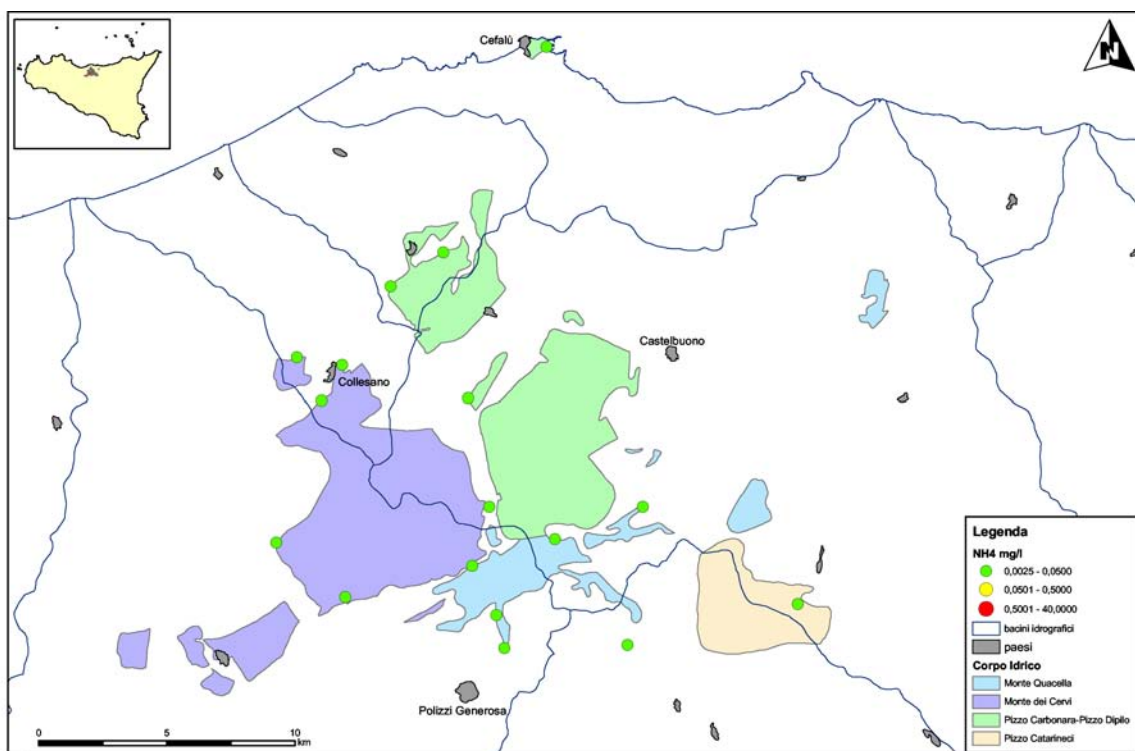 Cefalù
N
Castelbuono
Collesano
Polizzi Generosa
0 5 10
km
Legenda
NH4 mg/l
0,0025 - 0,0500
0,0501 - 0,5000
0,5001 - 40,0000
bacini idrografici
paesi
Corpo Idrico
Monte Quacella
Monte dei Cervi
Pizzo Carbonara-Pizzo Dipilo
Pizzo Catarineci